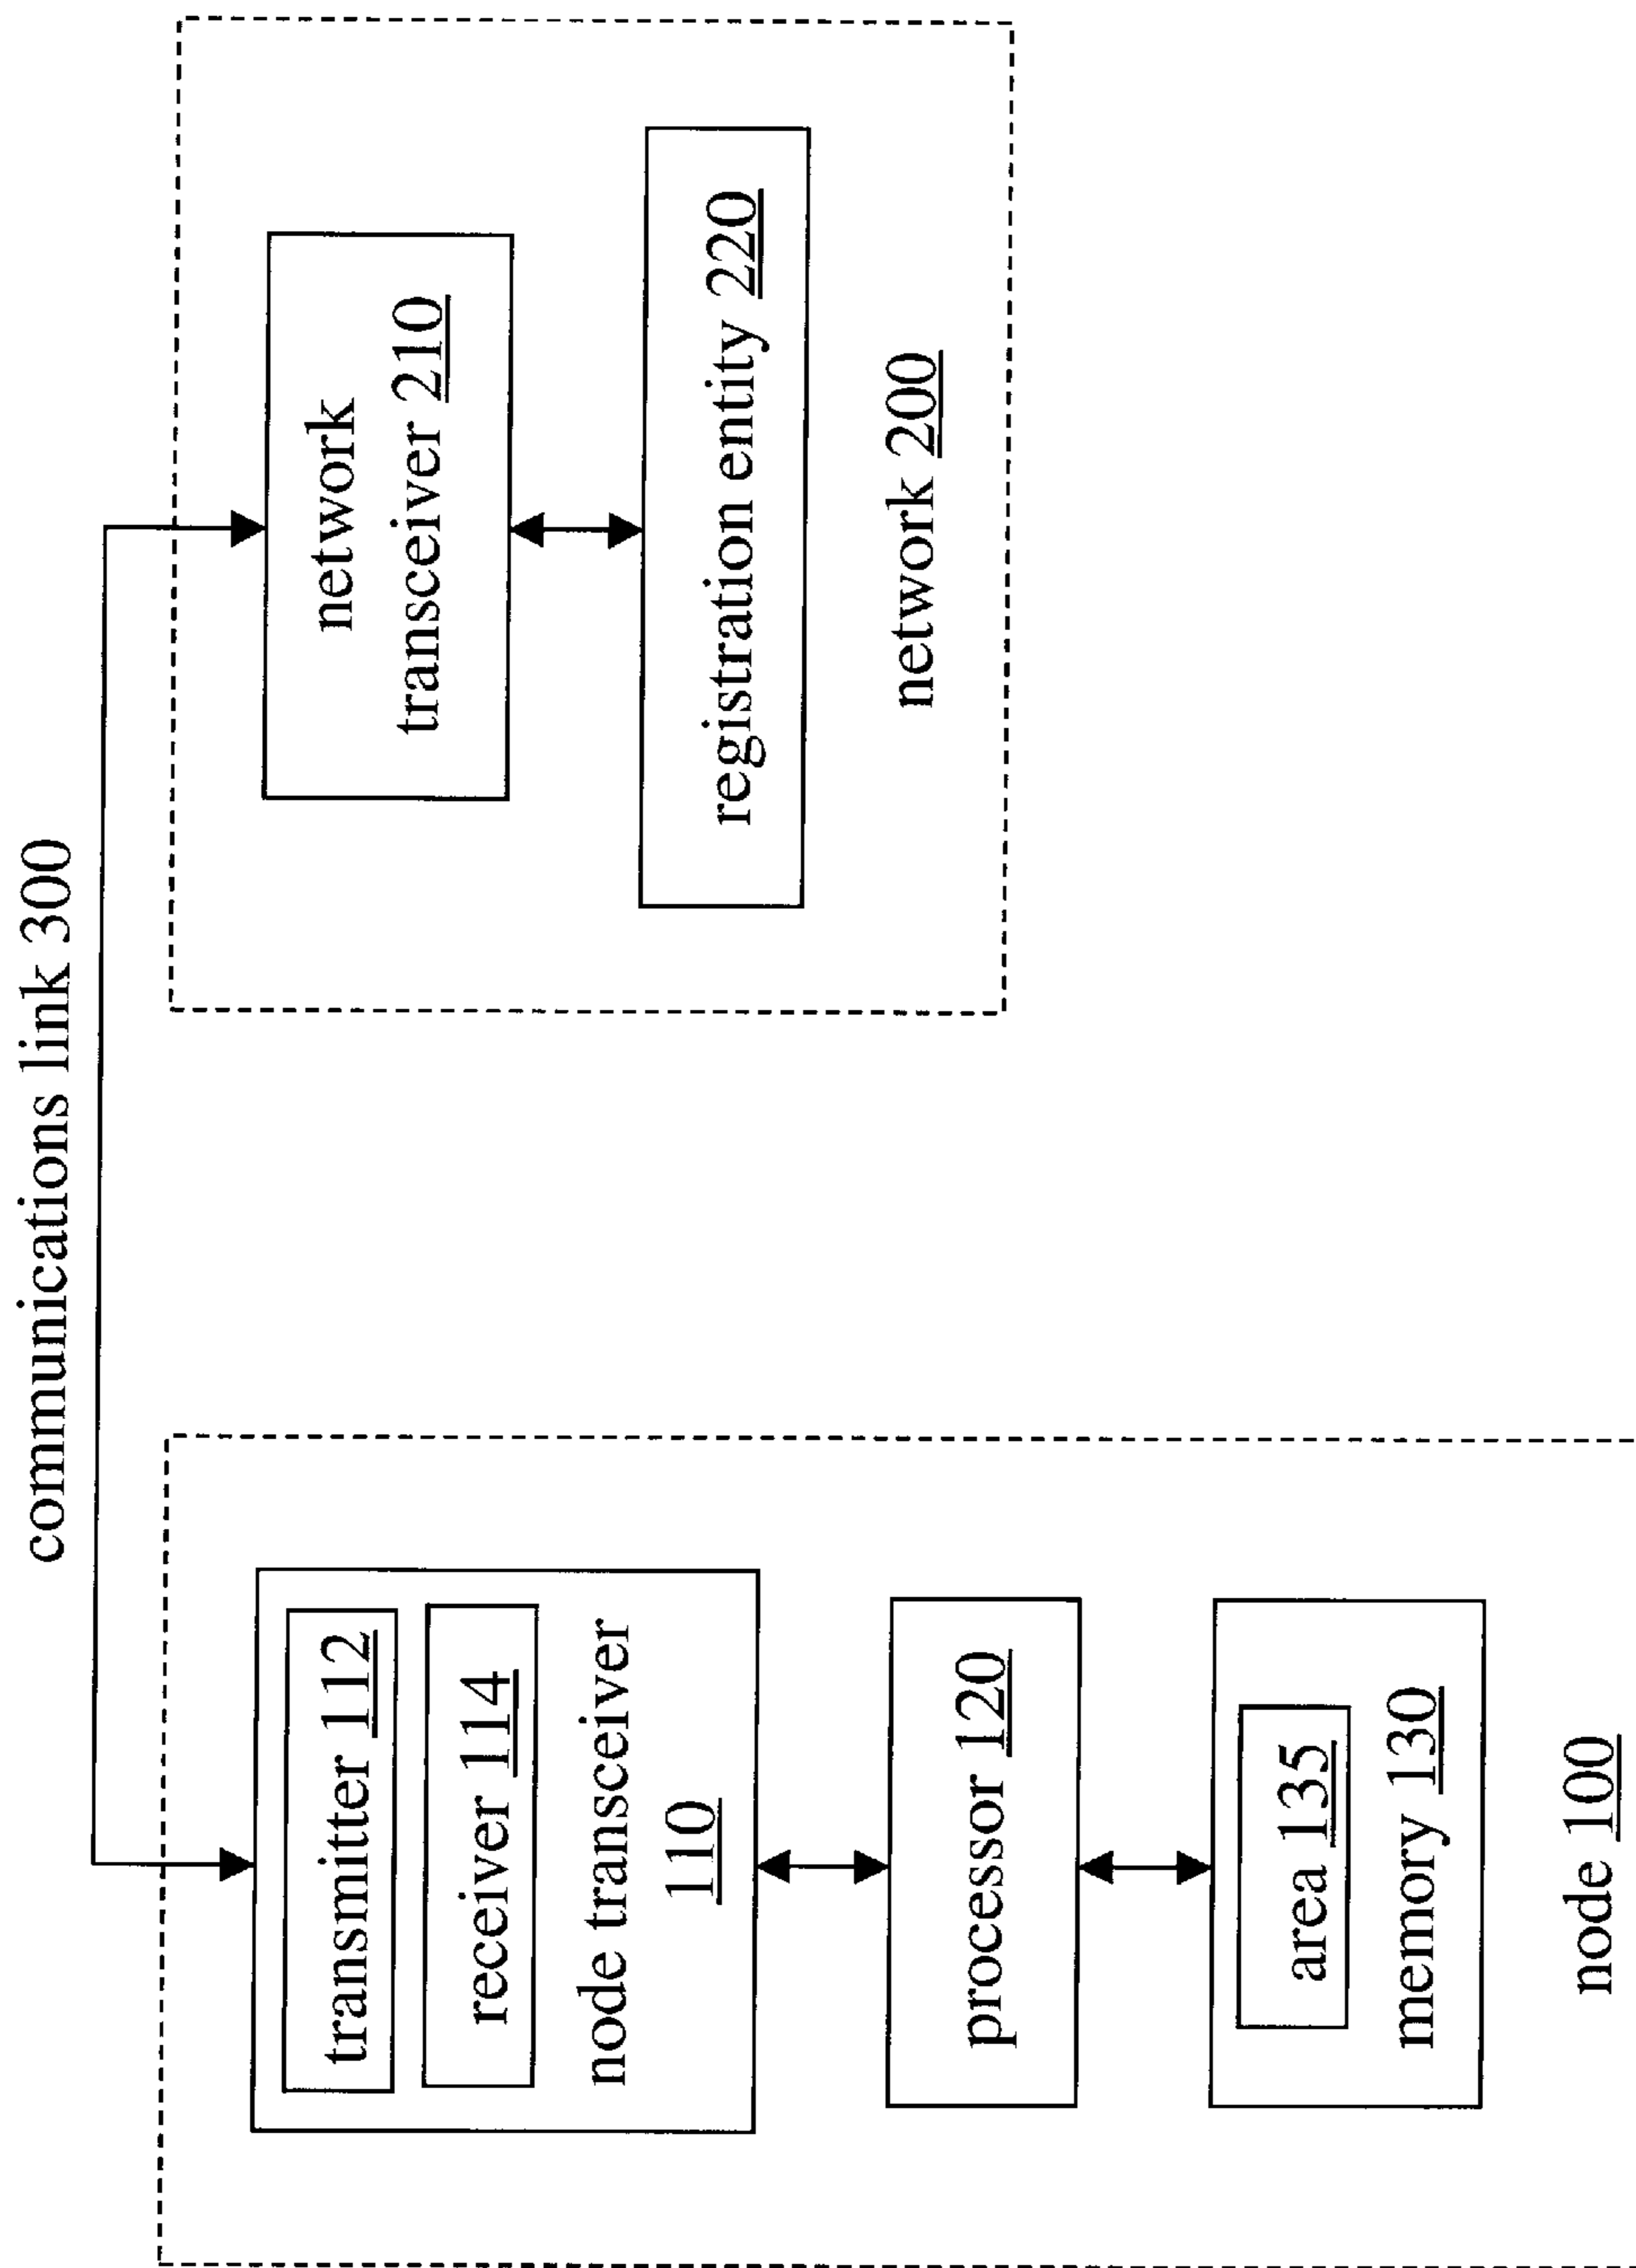 communications link 300
transmitter 112
receiver 114
node transceiver
110
processor 120
area 135
memory 130
node 100
network
transceiver 210
registration entity 220
network 200